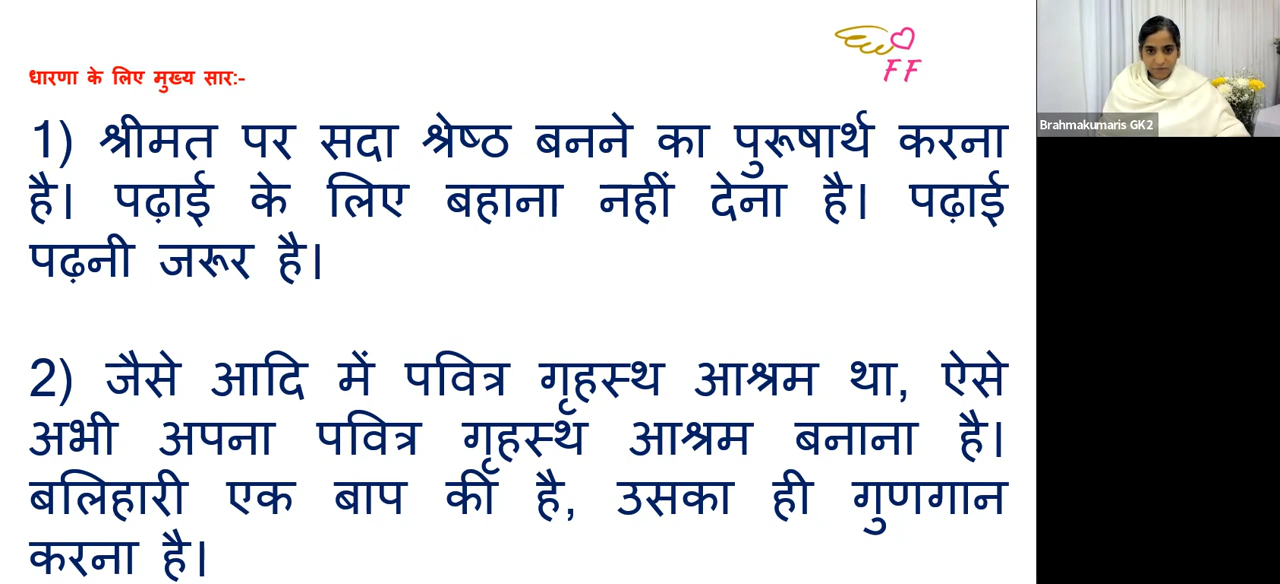 F F
धारणा के लिए मुख्य सार:-
1) श्रीमत पर सदा श्रेष्ठ बनने का पुरूषार्थ करना
है। पढ़ाई के लिए बहाना नहीं देना है। पढ़ाई
पढ़नी जरूर है।
2) जैसे आदि में पवित्र गृहस्थ आश्रम था, ऐसे
अभी अपना पवित्र गृहस्थ आश्रम बनाना है।
बलिहारी एक बाप की है, उसका ही गुणगान
करना है।
Brahmakumaris GK2